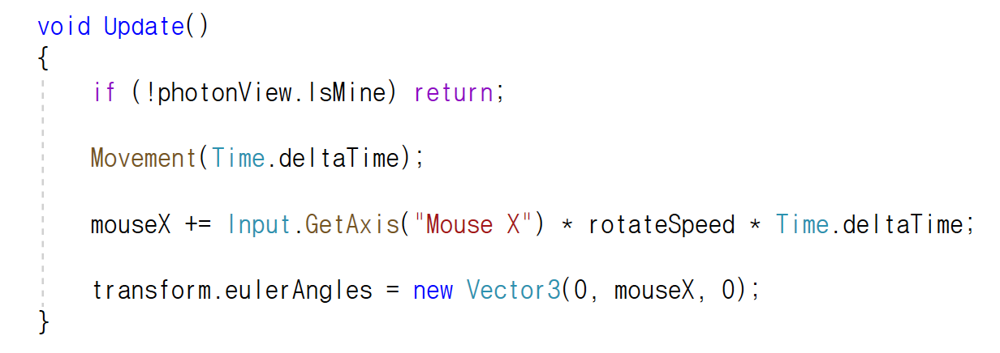 void Update()
{
if (!photonView.IsMine) return;
Movement(Time.deltaTime);
mouseX += Input.GetAxis("Mouse X") * rotateSpeed * Time.deltaTime;
transform.eulerAngles = new Vector3(0, mouseX, 0);
}